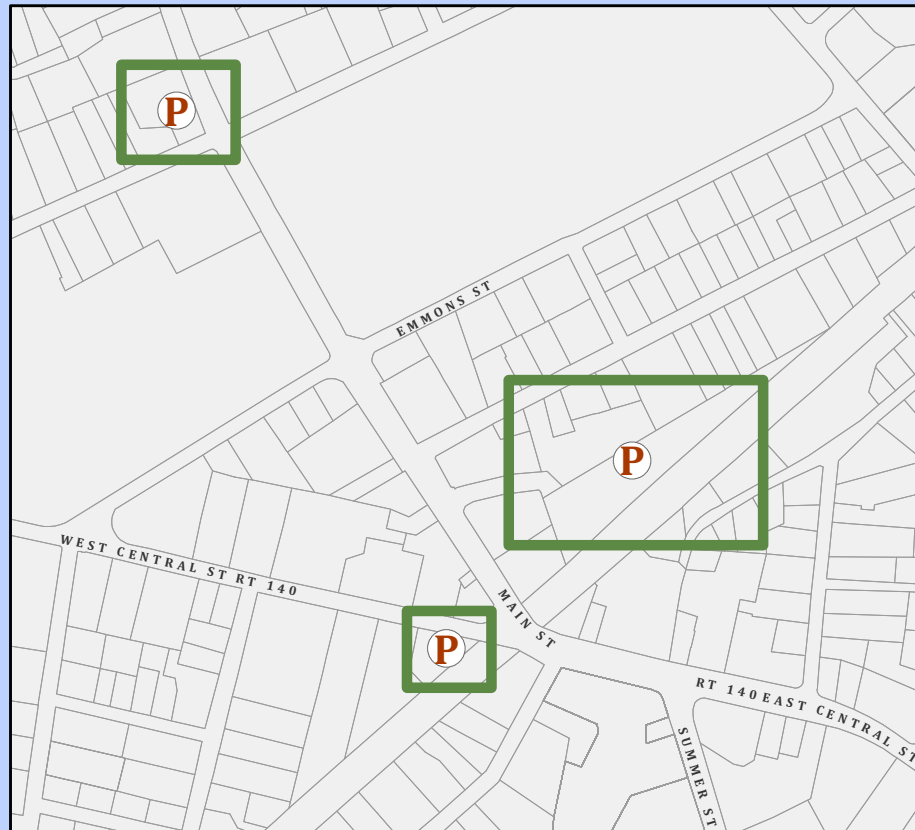 P
EMMONS ST
P
WEST CENTRAL ST RT 140
MAIN ST
P
RT 140 EAST CENTRAL ST
SUMMER ST